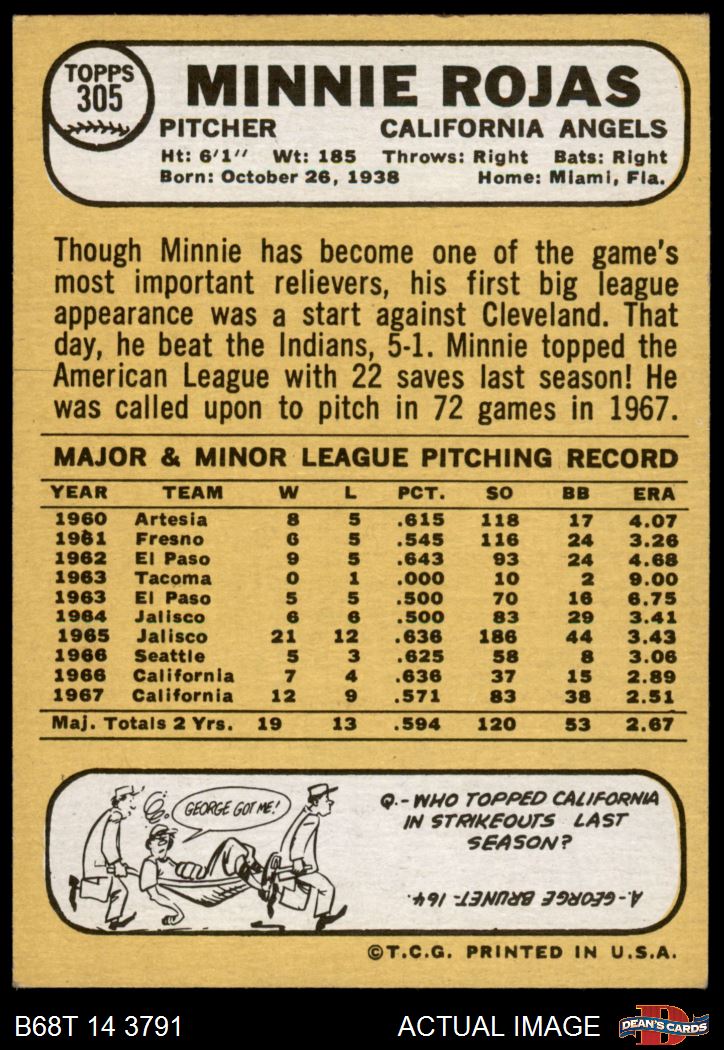 TOPPS
305
MINNIE ROJAS
PITCHER CALIFORNIA ANGELS
Ht: 6'1" Wt: 185 Throws: Right Bats: Right
Born: October 26, 1938 Home: Miami, Fla.
Though Minnie has become one of the game's
most important relievers, his first big league
appearance was a start against Cleveland. That
day, he beat the Indians, 5-1. Minnie topped the
American League with 22 saves last season! He
was called upon to pitch in 72 games in 1967.
MAJOR & MINOR LEAGUE PITCHING RECORD
YEAR TEAM W L PCT. SO BB ERA
1960 Artesia 8 5 .615 118 17 4.07
1961 Fresno 6 5 .545 116 24 3.26
1962 El Paso 9 5 .643 93 24 4.68
1963 Tacoma 0 1 .000 10 2 9.00
1963 El Paso 5 5 .500 70 16 6.75
1964 Jalisco 6 6 .500 83 29 3.41
1965 Jalisco 21 12 .636 186 44 3.43
1966 Seattle 5 3 .625 58 8 3.06
1966 California 7 4 .636 37 15 2.89
1967 California 12 9 .571 83 38 2.51
Maj. Totals 2 Yrs. 19 13 .594 120 53 2.67
GEORGE GOT ME!
Q.- WHO TOPPED CALIFORNIA
IN STRIKEOUTS LAST
SEASON?
A.-GEORGE BRUNET-164.
©T.C.G. PRINTED IN U.S.A.
B68T 14 3791 ACTUAL IMAGE
D
DEAN'S CARDS